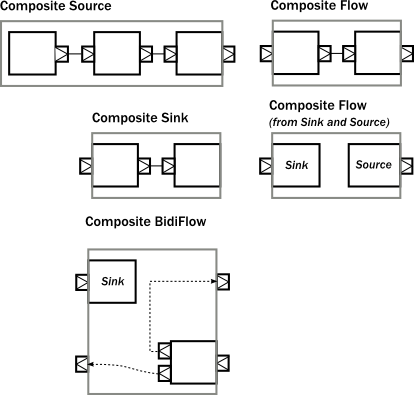 Composite Source
Composite Flow
Composite Sink
Composite Flow
(from Sink and Source)
Sink
Source
Composite BidiFlow
Sink